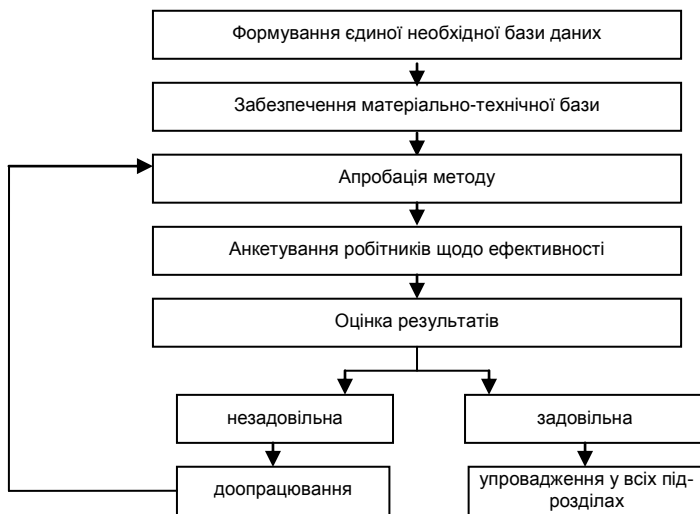 Формування єдиної необхідної бази даних
Забезпечення матеріально-технічної бази
Апробація методу
Анкетування робітників щодо ефективності
Оцінка результатів
незадовільна
задовільна
доопрацювання
упровадження у всіх під-
розділах